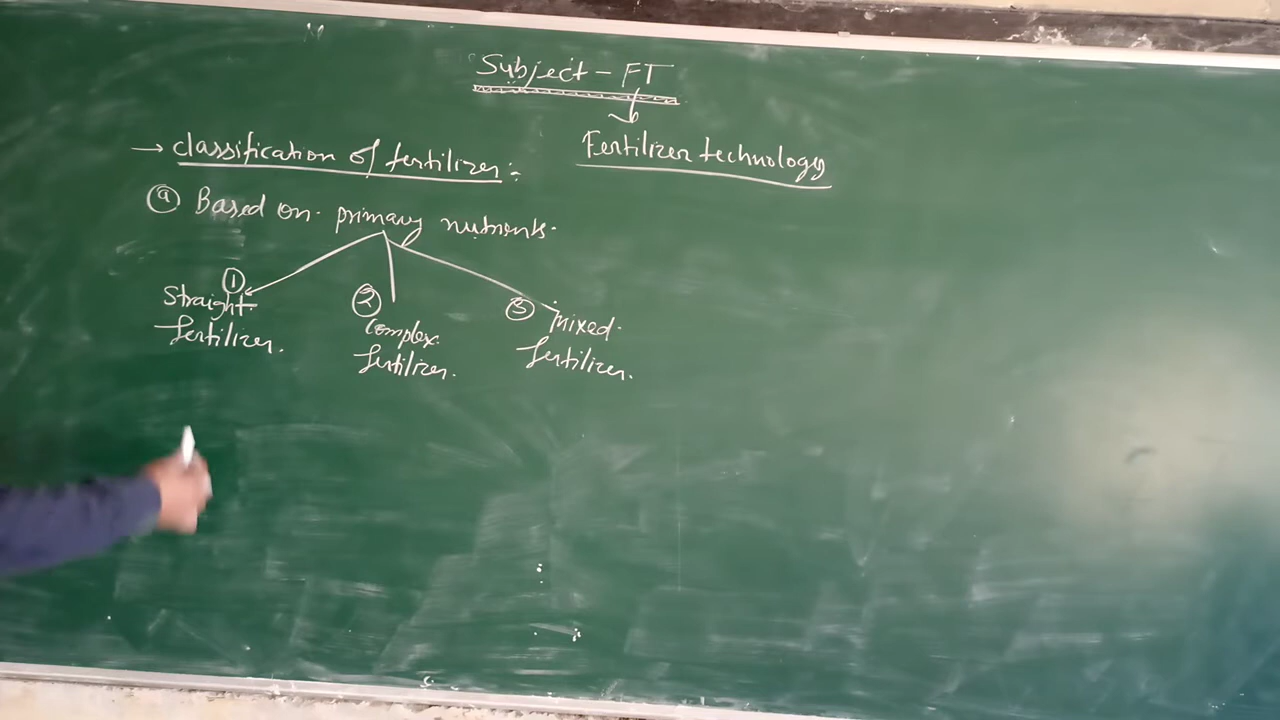 Subject - FT
Fertilizer technology
→ classification of fertilizer:-
ⓐ Based on primary nutrients.
① Straight fertilizer.
② Complex fertilizer.
③ mixed fertilizer.